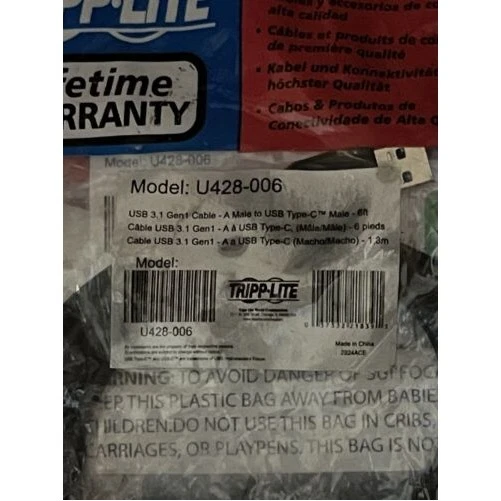 TRIPP·LITE
alta calidad
• Câbles et produits de co
de première qualité
• Kabel und Konnektivität
höchster Qualität
• Cabos & Produtos de
Conectividade de Alta Q
ifetime
RRANTY
Model: U428-006
Model: U428-006
USB 3.1 Gen1 Cable - A Male to USB Type-C™ Male - 6ft
Câble USB 3.1 Gen1 - A à USB Type-C, (Mâle/Mâle) - 6 pieds
Cable USB 3.1 Gen1 - A a USB Type-C (Macho/Macho) - 1.8m
Model:
TRIPP·LITE
U428-006
Made in China
WARNING: TO AVOID DANGER OF SUFFOC
EP THIS PLASTIC BAG AWAY FROM BABIE
HILDREN.DO NOT USE THIS BAG IN CRIBS,
CARRIAGES, OR PLAYPENS. THIS BAG IS NOT